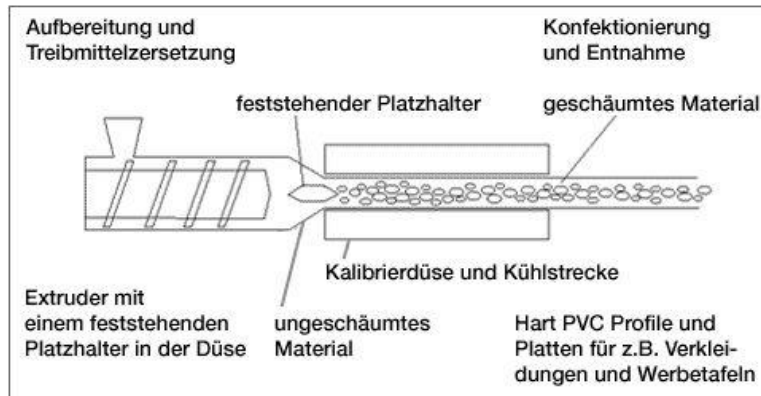 Aufbereitung und
Treibmittelzersetzung
Konfektionierung
und Entnahme
feststehender Platzhalter
geschäumtes Material
Kalibrierdüse und Kühlstrecke
Extruder mit
einem feststehenden
Platzhalter in der Düse
ungeschäumtes
Material
Hart PVC Profile und
Platten für z.B. Verklei-
dungen und Werbetafeln